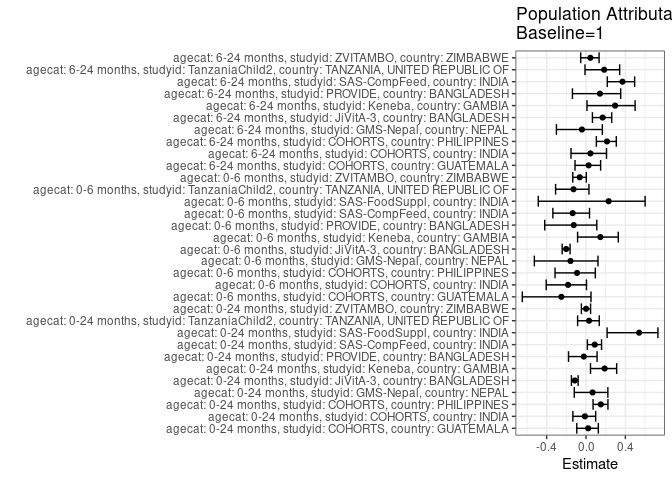 Population Attributa
Baseline=1
agecat: 6-24 months, studyid: ZVITAMBO, country: ZIMBABWE
agecat: 6-24 months, studyid: TanzaniaChild2, country: TANZANIA, UNITED REPUBLIC OF
agecat: 6-24 months, studyid: SAS-CompFeed, country: INDIA
agecat: 6-24 months, studyid: PROVIDE, country: BANGLADESH
agecat: 6-24 months, studyid: Keneba, country: GAMBIA
agecat: 6-24 months, studyid: JiVitA-3, country: BANGLADESH
agecat: 6-24 months, studyid: GMS-Nepal, country: NEPAL
agecat: 6-24 months, studyid: COHORTS, country: PHILIPPINES
agecat: 6-24 months, studyid: COHORTS, country: INDIA
agecat: 6-24 months, studyid: COHORTS, country: GUATEMALA
agecat: 0-6 months, studyid: ZVITAMBO, country: ZIMBABWE
agecat: 0-6 months, studyid: TanzaniaChild2, country: TANZANIA, UNITED REPUBLIC OF
agecat: 0-6 months, studyid: SAS-FoodSuppl, country: INDIA
agecat: 0-6 months, studyid: SAS-CompFeed, country: INDIA
agecat: 0-6 months, studyid: PROVIDE, country: BANGLADESH
agecat: 0-6 months, studyid: Keneba, country: GAMBIA
agecat: 0-6 months, studyid: JiVitA-3, country: BANGLADESH
agecat: 0-6 months, studyid: GMS-Nepal, country: NEPAL
agecat: 0-6 months, studyid: COHORTS, country: PHILIPPINES
agecat: 0-6 months, studyid: COHORTS, country: INDIA
agecat: 0-6 months, studyid: COHORTS, country: GUATEMALA
agecat: 0-24 months, studyid: ZVITAMBO, country: ZIMBABWE
agecat: 0-24 months, studyid: TanzaniaChild2, country: TANZANIA, UNITED REPUBLIC OF
agecat: 0-24 months, studyid: SAS-FoodSuppl, country: INDIA
agecat: 0-24 months, studyid: SAS-CompFeed, country: INDIA
agecat: 0-24 months, studyid: PROVIDE, country: BANGLADESH
agecat: 0-24 months, studyid: Keneba, country: GAMBIA
agecat: 0-24 months, studyid: JiVitA-3, country: BANGLADESH
agecat: 0-24 months, studyid: GMS-Nepal, country: NEPAL
agecat: 0-24 months, studyid: COHORTS, country: PHILIPPINES
agecat: 0-24 months, studyid: COHORTS, country: INDIA
agecat: 0-24 months, studyid: COHORTS, country: GUATEMALA
-0.4 0.0 0.4
Estimate